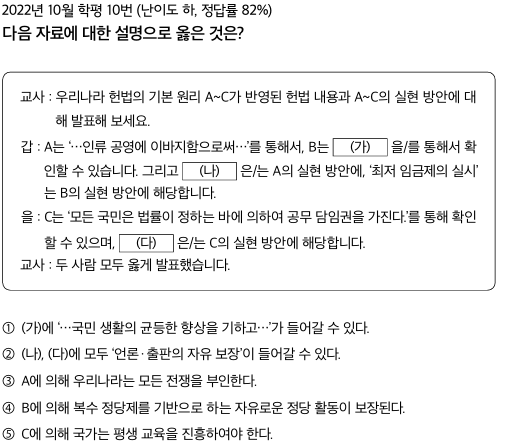 2022년 10월 학평 10번 (난이도 하, 정답률 82%)
다음 자료에 대한 설명으로 옳은 것은?
교사 : 우리나라 헌법의 기본 원리 A~C가 반영된 헌법 내용과 A~C의 실현 방안에 대
해 발표해 보세요.
갑 : A는 '…인류 공영에 이바지함으로써…'를 통해서, B는 (가) 을/를 통해서 확
인할 수 있습니다. 그리고 (나) 은/는 A의 실현 방안에, '최저 임금제의 실시'
는 B의 실현 방안에 해당합니다.
을 : C는 '모든 국민은 법률이 정하는 바에 의하여 공무 담임권을 가진다.'를 통해 확인
할 수 있으며, (다) 은/는 C의 실현 방안에 해당합니다.
교사 : 두 사람 모두 옳게 발표했습니다.
① (가)에 '…국민 생활의 균등한 향상을 기하고…'가 들어갈 수 있다.
② (나), (다)에 모두 '언론·출판의 자유 보장'이 들어갈 수 있다.
③ A에 의해 우리나라는 모든 전쟁을 부인한다.
④ B에 의해 복수 정당제를 기반으로 하는 자유로운 정당 활동이 보장된다.
⑤ C에 의해 국가는 평생 교육을 진흥하여야 한다.